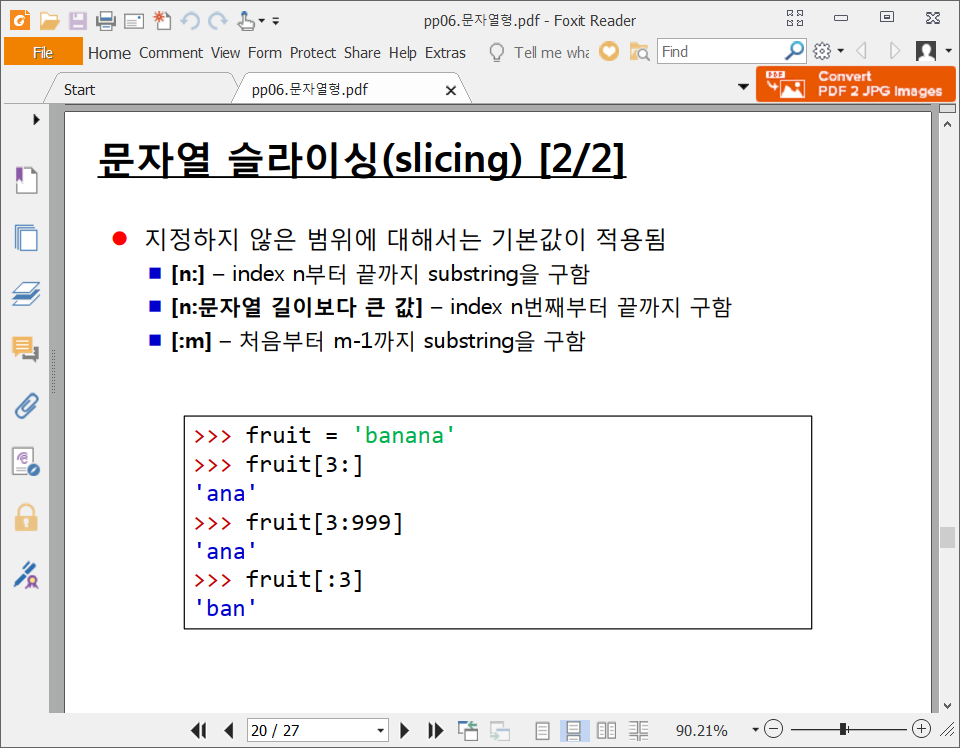 pp06.문자열형.pdf - Foxit Reader
File Home Comment View Form Protect Share Help Extras Tell me wha Find
Start pp06.문자열형.pdf
PDF Convert
PDF 2 JPG Images
문자열 슬라이싱(slicing) [2/2]
지정하지 않은 범위에 대해서는 기본값이 적용됨
[n:] – index n부터 끝까지 substring을 구함
[n:문자열 길이보다 큰 값] – index n번째부터 끝까지 구함
[:m] – 처음부터 m-1까지 substring을 구함
>>> fruit = 'banana'
>>> fruit[3:]
'ana'
>>> fruit[3:999]
'ana'
>>> fruit[:3]
'ban'
20 / 27 90.21%